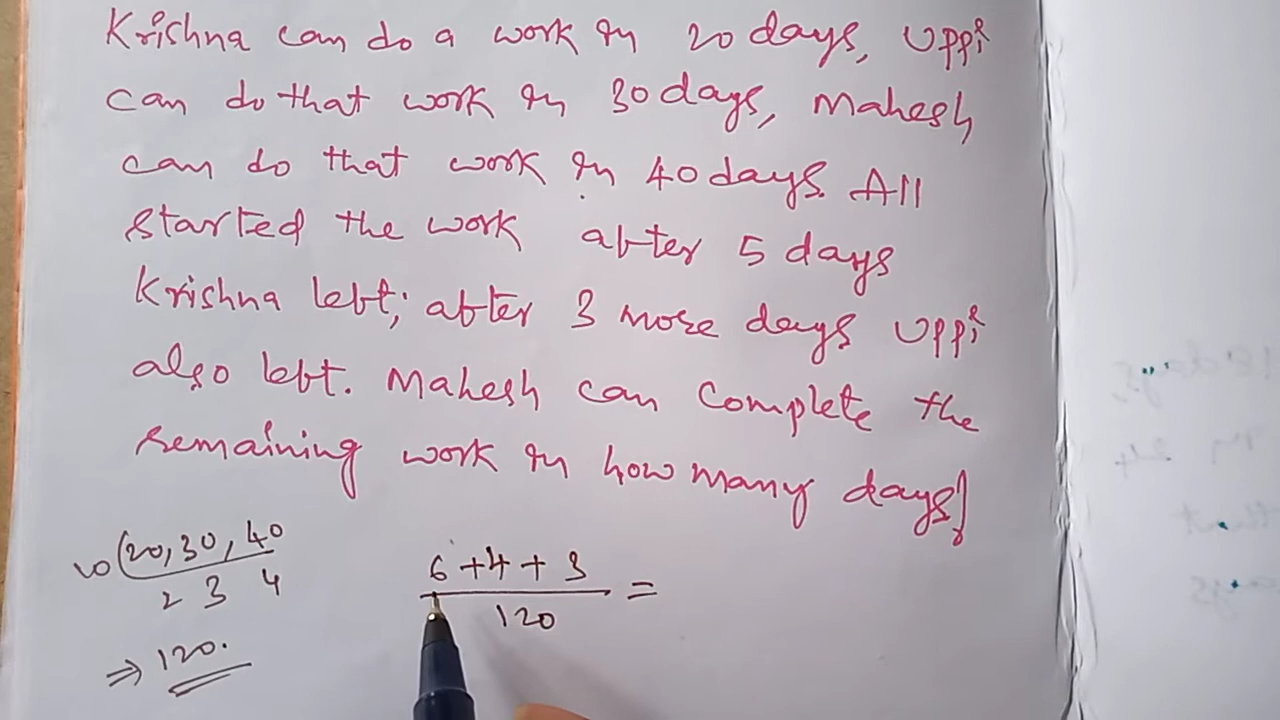 Krishna can do a work in 20 days, Uppi
can do that work in 30 days, Mahesh
can do that work in 40 days. All
started the work after 5 days
Krishna left; after 3 more days Uppi
also left. Mahesh can complete the
remaining work in how many days?
10(20,30,40
2 3 4
⇒ 120.
6+4+3
120
=
18 days,